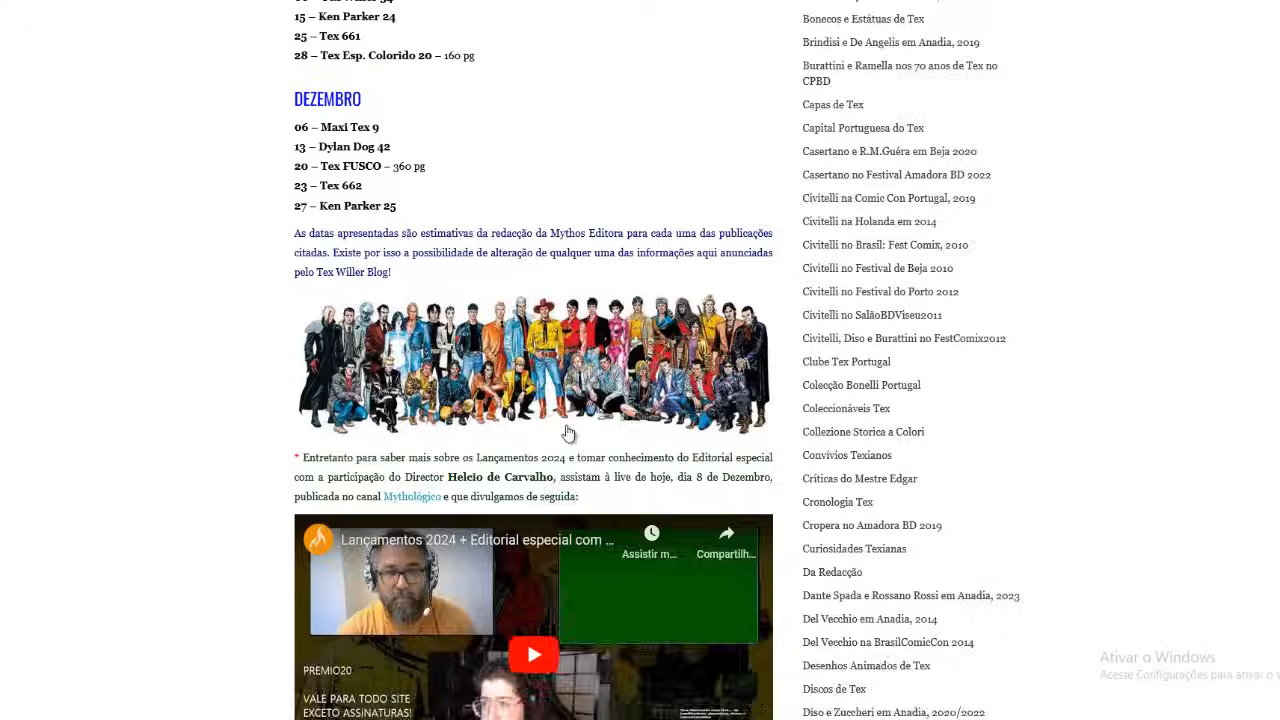 15 – Ken Parker 24
25 – Tex 661
28 – Tex Esp. Colorido 20 – 160 pg
DEZEMBRO
06 – Maxi Tex 9
13 – Dylan Dog 42
20 – Tex FUSCO – 360 pg
23 – Tex 662
27 – Ken Parker 25
As datas apresentadas são estimativas da redacção da Mythos Editora para cada uma das publicações
citadas. Existe por isso a possibilidade de alteração de qualquer uma das informações aqui anunciadas
pelo Tex Willer Blog!
* Entretanto para saber mais sobre os Lançamentos 2024 e tomar conhecimento do Editorial especial
com a participação do Director Helcio de Carvalho, assistam à live de hoje, dia 8 de Dezembro,
publicada no canal Mythológico e que divulgamos de seguida:
Lançamentos 2024 + Editorial especial com ...
Assistir m...
Compartilh...
PREMIO20
VALE PARA TODO SITE
EXCETO ASSINATURAS!
Bonecos e Estátuas de Tex
Brindisi e De Angelis em Anadia, 2019
Burattini e Ramella nos 70 anos de Tex no
CPBD
Capas de Tex
Capital Portuguesa do Tex
Casertano e R.M.Guéra em Beja 2020
Casertano no Festival Amadora BD 2022
Civitelli na Comic Con Portugal, 2019
Civitelli na Holanda em 2014
Civitelli no Brasil: Fest Comix, 2010
Civitelli no Festival de Beja 2010
Civitelli no Festival do Porto 2012
Civitelli no SalãoBDViseu2011
Civitelli, Diso e Burattini no FestComix2012
Clube Tex Portugal
Colecção Bonelli Portugal
Coleccionáveis Tex
Collezione Storica a Colori
Convívios Texianos
Críticas do Mestre Edgar
Cronologia Tex
Cropera no Amadora BD 2019
Curiosidades Texianas
Da Redacção
Dante Spada e Rossano Rossi em Anadia, 2023
Del Vecchio em Anadia, 2014
Del Vecchio na BrasilComicCon 2014
Desenhos Animados de Tex
Discos de Tex
Diso e Zuccheri em Anadia, 2020/2022
Ativar o Windows
Acesse Configurações para ativar o